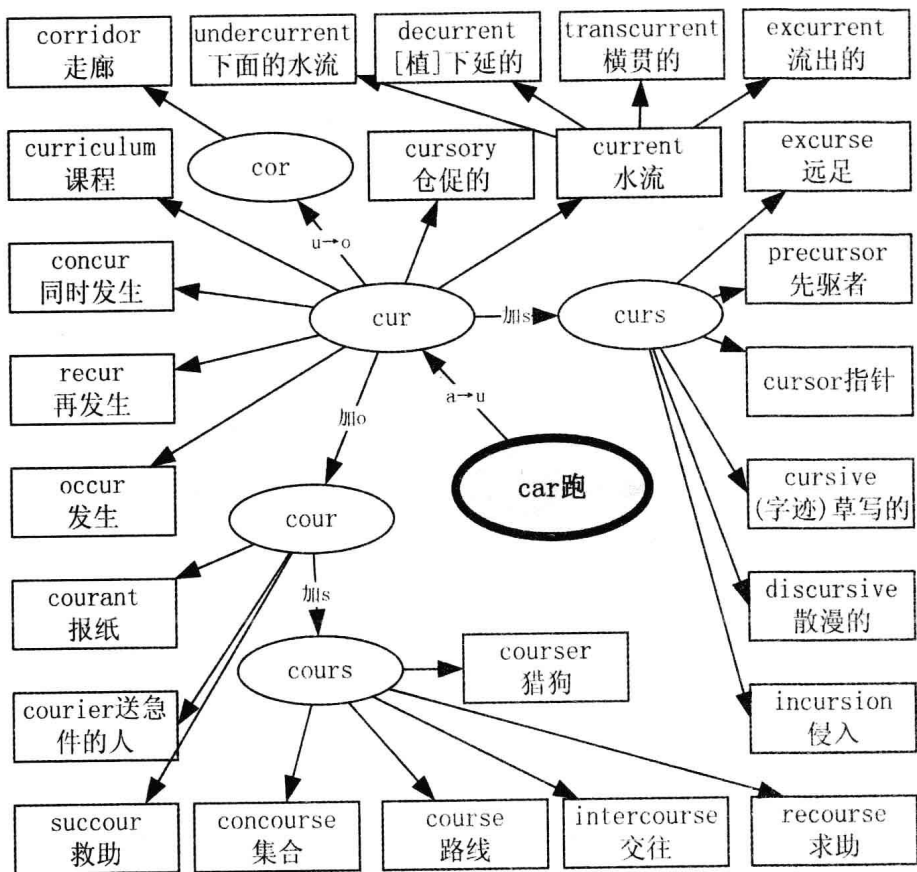 corridor
走廊
undercurrent
下面的水流
decurrent
[植]下延的
transcurrent
横贯的
excurrent
流出的
curriculum
课程
cor
cursory
仓促的
current
水流
excurse
远足
u→o
concur
同时发生
cur
加s
curs
precursor
先驱者
recur
再发生
a→u
cursor指针
加o
occur
发生
cour
car跑
cursive
(字迹)草写的
courant
报纸
加s
discursive
散漫的
cours
courser
猎狗
courier送急
件的人
incursion
侵入
succour
救助
concourse
集合
course
路线
intercourse
交往
recourse
求助